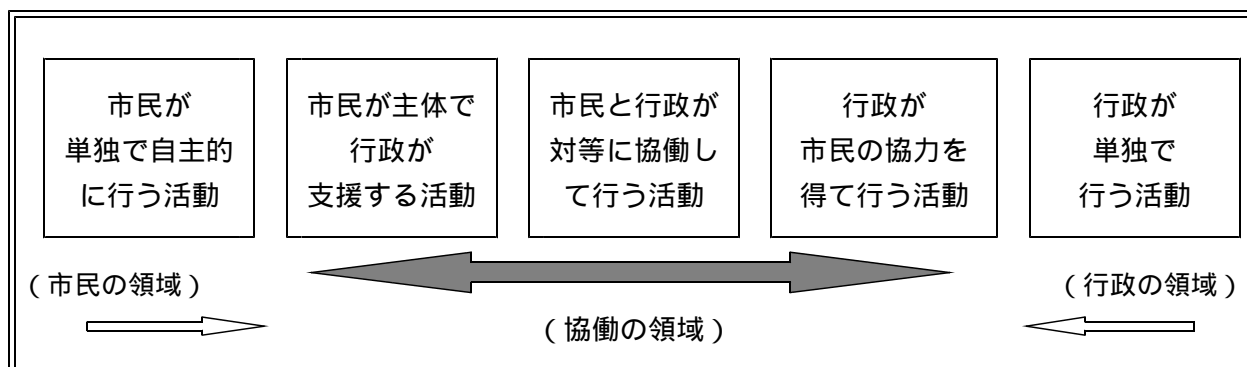 市民が
単独で自主的
に行う活動
市民が主体で
行政が
支援する活動
市民と行政が
対等に協働し
て行う活動
行政が
市民の協力を
得て行う活動
行政が
単独で
行う活動
(市民の領域)
(協働の領域)
(行政の領域)